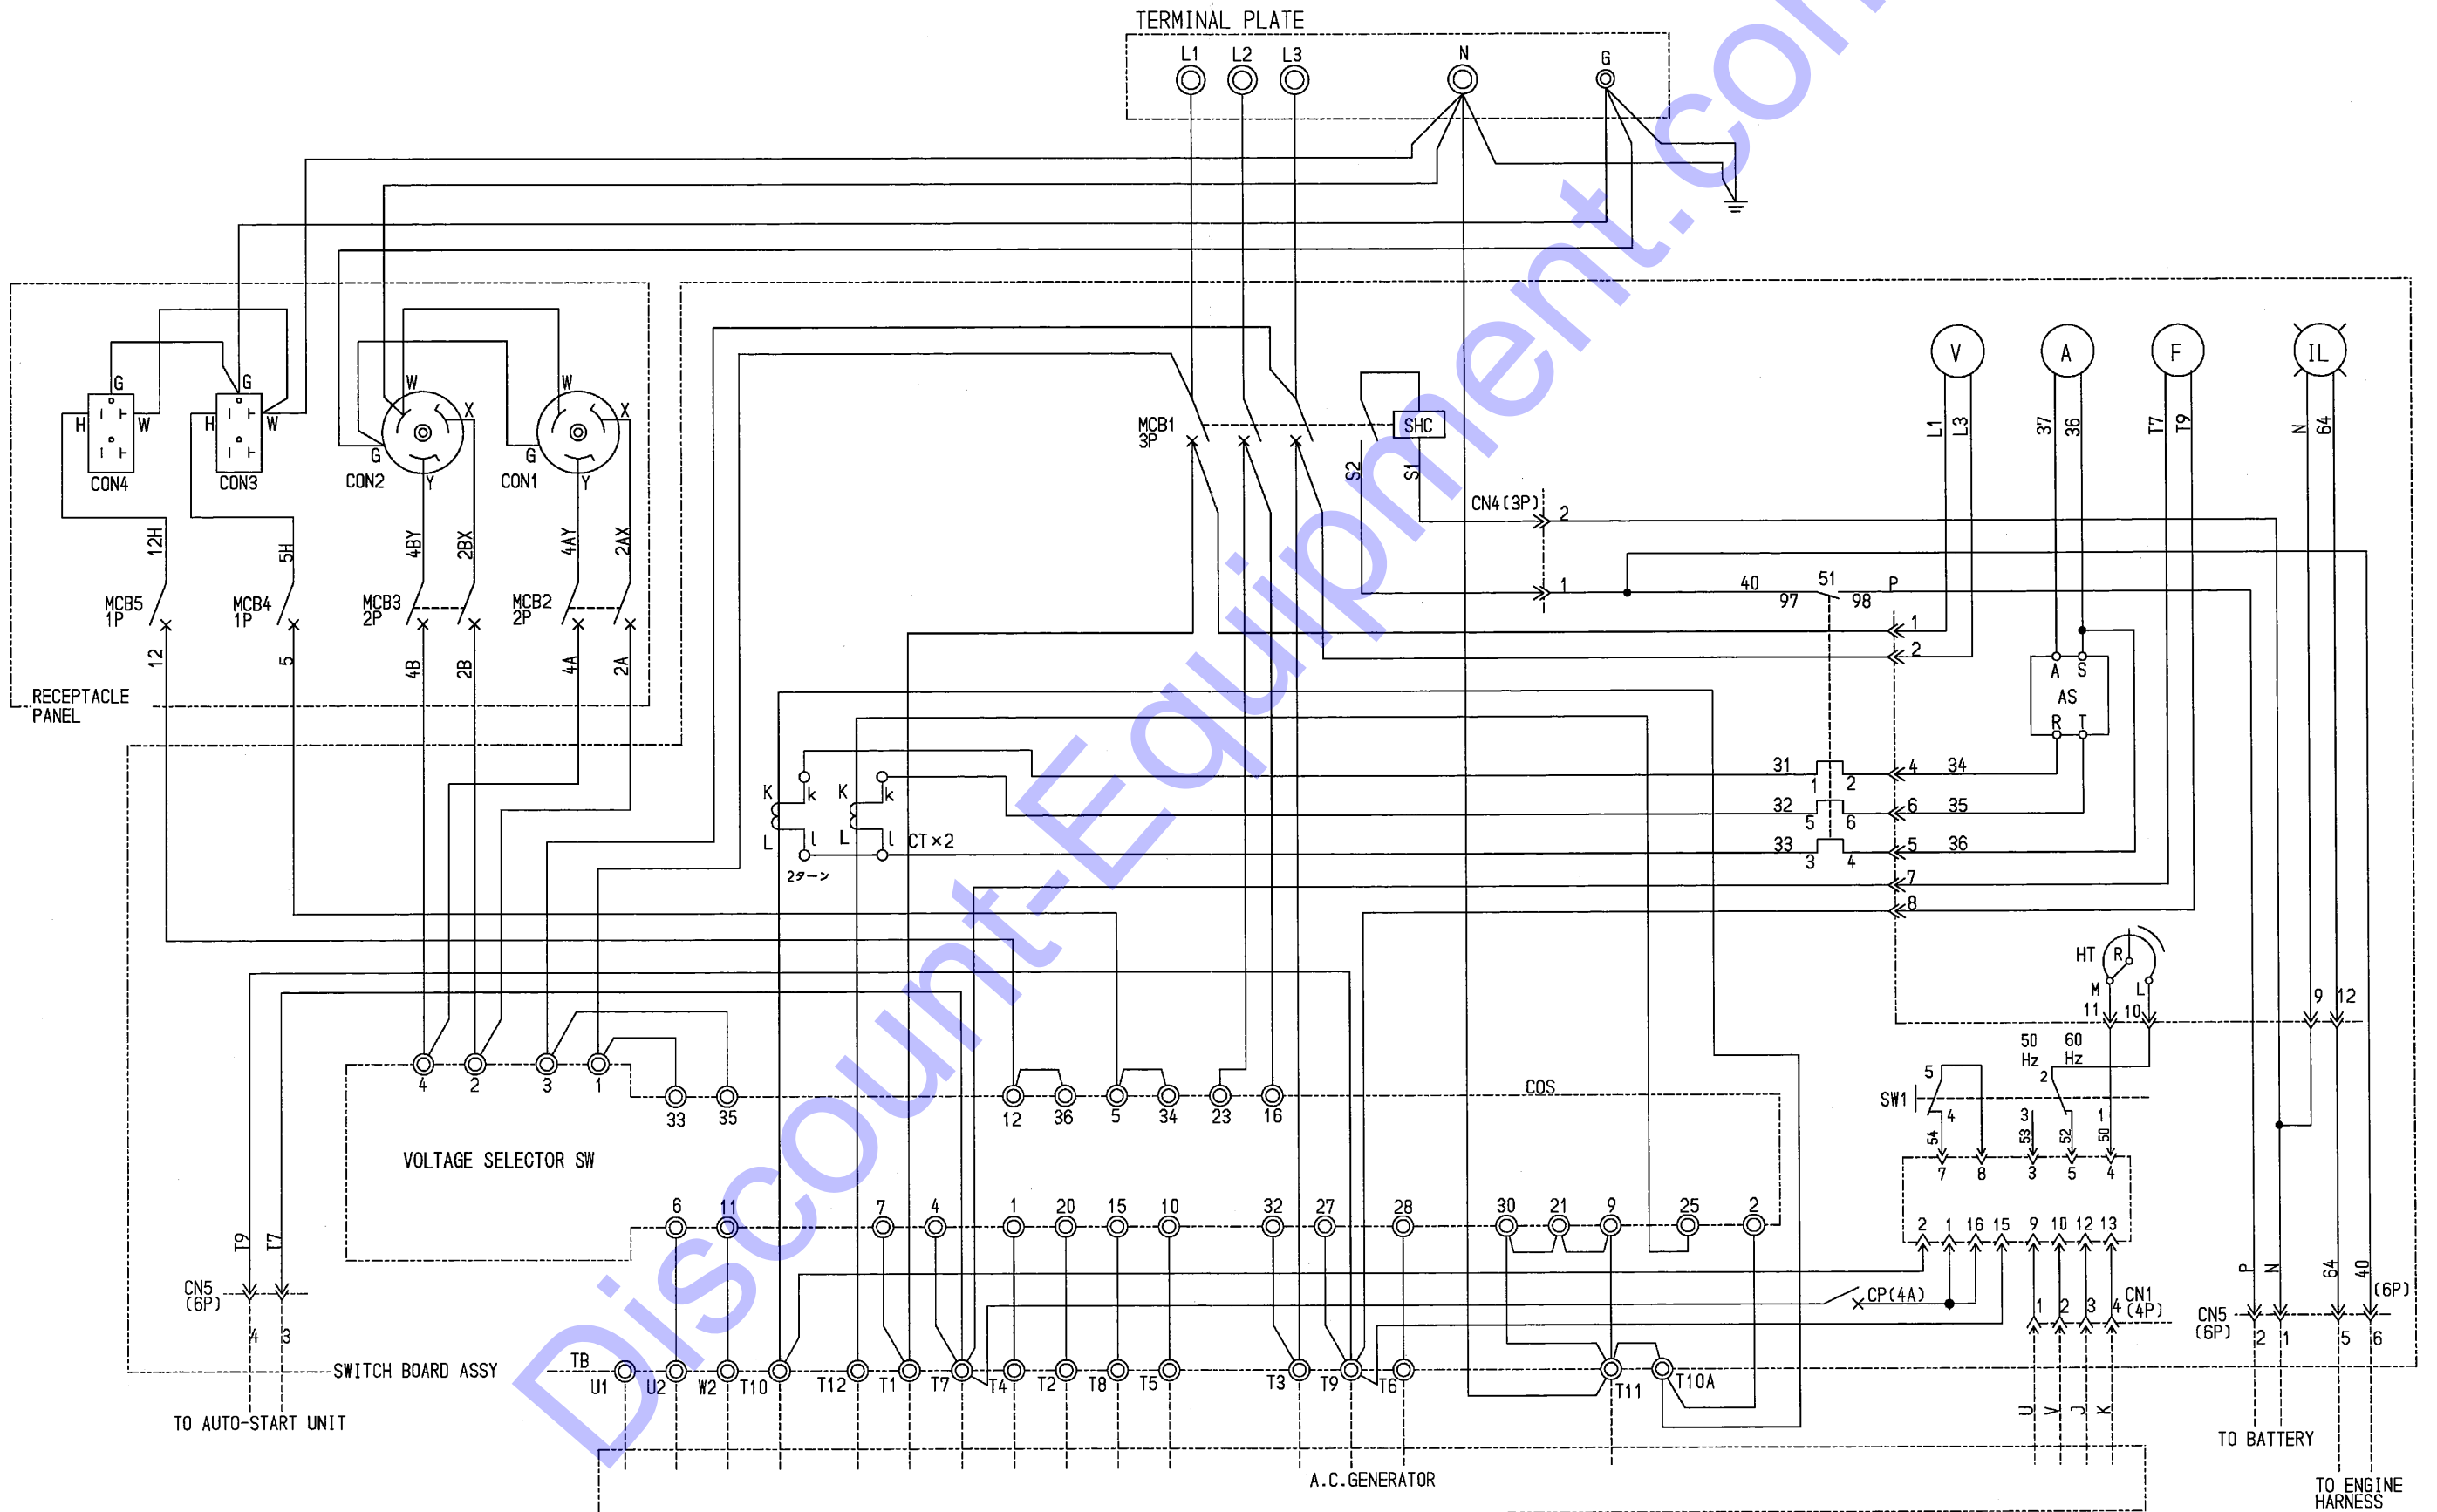 TERMINAL PLATE
L1 L2 L3 N G
V A F IL
G G W X W X
H W H W
CON4 CON3 CON2 G Y CON1 G Y
MCB1
3P
SHC
L1 L3 37 36 T7 T9 N 64
S2 S1
CN4(3P) 2
12H 5H 4BY 2BX 4AY 2AX
1 40 51 P
97 98
MCB5
1P
MCB4
1P
MCB3
2P
MCB2
2P
1
2
12 5 4B 2B 4A 2A
A S
AS
R T
RECEPTACLE
PANEL
31 1 2 4 34
K k K k
32 5 6 6 35
L l L l CT×2
33 3 4 5 36
2ターン
7
8
HT R
M L
11 10
9 12
50
Hz
60
Hz
4 2 3 1
33 35 12 36 5 34 23 16
COS
5 2
SW1 4 3 1
54 53 52 50
7 8 3 5 4
VOLTAGE SELECTOR SW
6 11 7 4 1 20 15 10 32 27 28 30 21 9 25 2
2 1 16 15 9 10 12 13
T9 T7
P N 64 40
CN5
(6P)
4 3
CP(4A)
1 2 3 4
CN1
(4P)
CN5
(6P)
(6P)
2 1 5 6
SWITCH BOARD ASSY
TB
U1 U2 W2 T10 T12 T1 T7 T4 T2 T8 T5 T3 T9 T6 T11 T10A
U V J K
TO AUTO-START UNIT
TO BATTERY
A.C.GENERATOR
TO ENGINE
HARNESS
Discount-Equipment.com